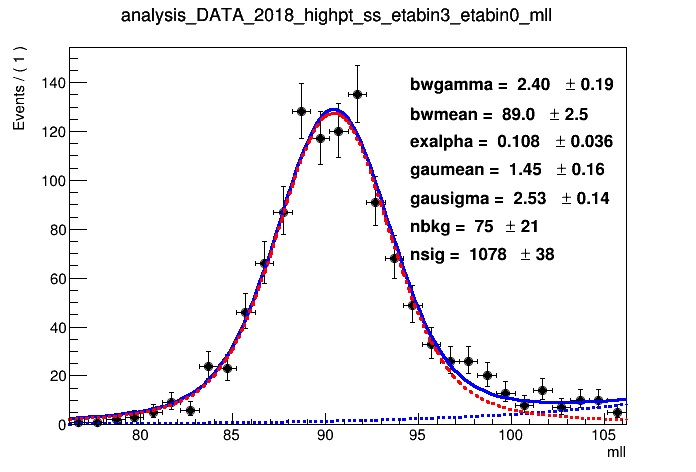 analysis_DATA_2018_highpt_ss_etabin3_etabin0_mll
Events / ( 1 )
140
120
100
80
60
40
20
0
bwgamma = 2.40 ± 0.19
bwmean = 89.0 ± 2.5
exalpha = 0.108 ± 0.036
gaumean = 1.45 ± 0.16
gausigma = 2.53 ± 0.14
nbkg = 75 ± 21
nsig = 1078 ± 38
80 85 90 95 100 105
mll